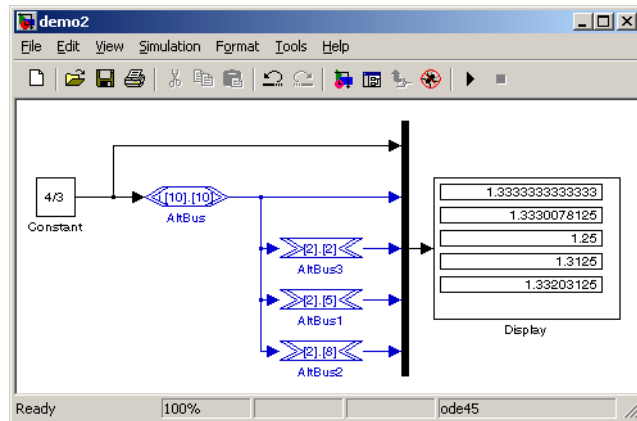 demo2
File Edit View Simulation Format Tools Help
4/3
Constant
[10].[10]
AltBus
[2].[2]
AltBus3
[2].[5]
AltBus1
[2].[8]
AltBus2
1.3333333333333
1.3330078125
1.25
1.3125
1.33203125
Display
Ready 100% ode45